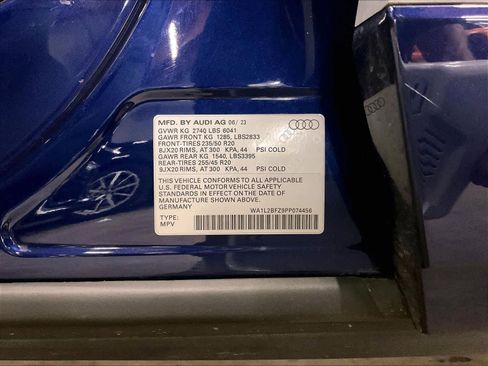 MFD. BY AUDI AG 06/ 23
GVWR KG 2740 LBS 6041
GAWR FRONT KG 1285, LBS2833
FRONT-TIRES 235/50 R20
8JX20 RIMS, AT 300 KPA, 44 PSI COLD
GAWR REAR KG 1540, LBS3395
REAR-TIRES 255/45 R20
9JX20 RIMS, AT 300 KPA, 44 PSI COLD
THIS VEHICLE CONFORMS TO ALL APPLICABLE
U.S. FEDERAL MOTOR VEHICLE SAFETY
STANDARDS IN EFFECT ON THE DATE OF
MANUFACTURE SHOWN ABOVE.
GERMANY
WA1L2BFZ9PP074456
TYPE:
MPV